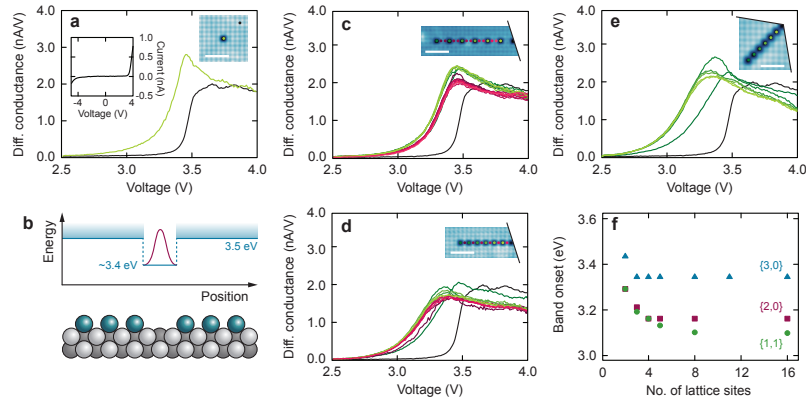 a
Diff. conductance (nA/V)
4.0
3.0
2.0
1.0
0.0
2.5 3.0 3.5 4.0
Voltage (V)
1.0
0.5
0.0
-0.5
-1.0
Current (nA)
-4 0 4
Voltage (V)
c
Diff. conductance (nA/V)
4.0
3.0
2.0
1.0
0.0
2.5 3.0 3.5 4.0
Voltage (V)
e
Diff. conductance (nA/V)
4.0
3.0
2.0
1.0
0.0
2.5 3.0 3.5 4.0
Voltage (V)
b
Energy
3.5 eV
~3.4 eV
Position
d
Diff. conductance (nA/V)
4.0
3.0
2.0
1.0
0.0
2.5 3.0 3.5 4.0
Voltage (V)
f
Band onset (eV)
3.6
3.4
3.2
3.0
{3,0}
{2,0}
{1,1}
0 4 8 12 16
No. of lattice sites